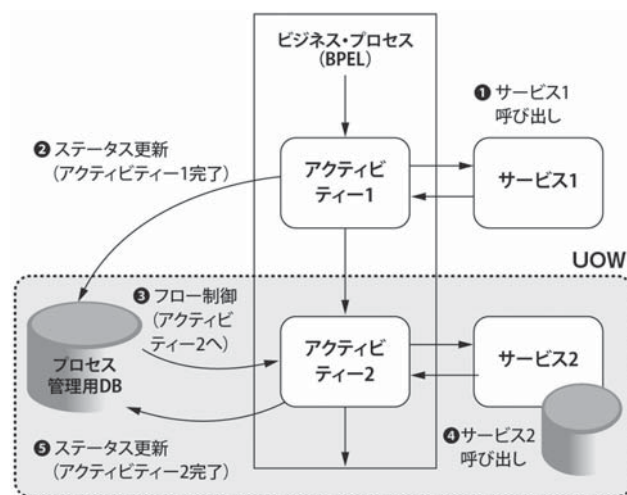 ビジネス・プロセス
(BPEL)
❶ サービス1
呼び出し
❷ ステータス更新
(アクティビティー1完了)
アクティビ
ティー1
サービス1
UOW
❸ フロー制御
(アクティビ
ティー2へ)
アクティビ
ティー2
サービス2
プロセス
管理用DB
❹サービス2
呼び出し
❺ ステータス更新
(アクティビティー2完了)